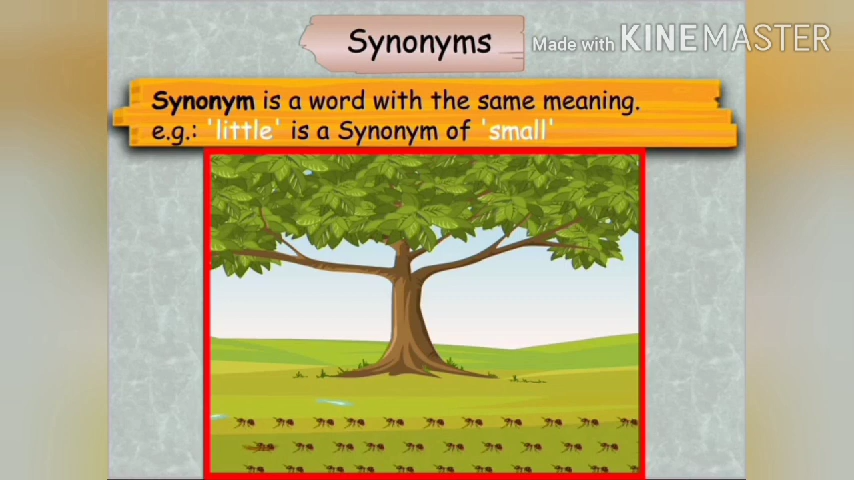 Synonyms
Made with KINEMASTER
Synonym is a word with the same meaning.
e.g.: 'little' is a Synonym of 'small'